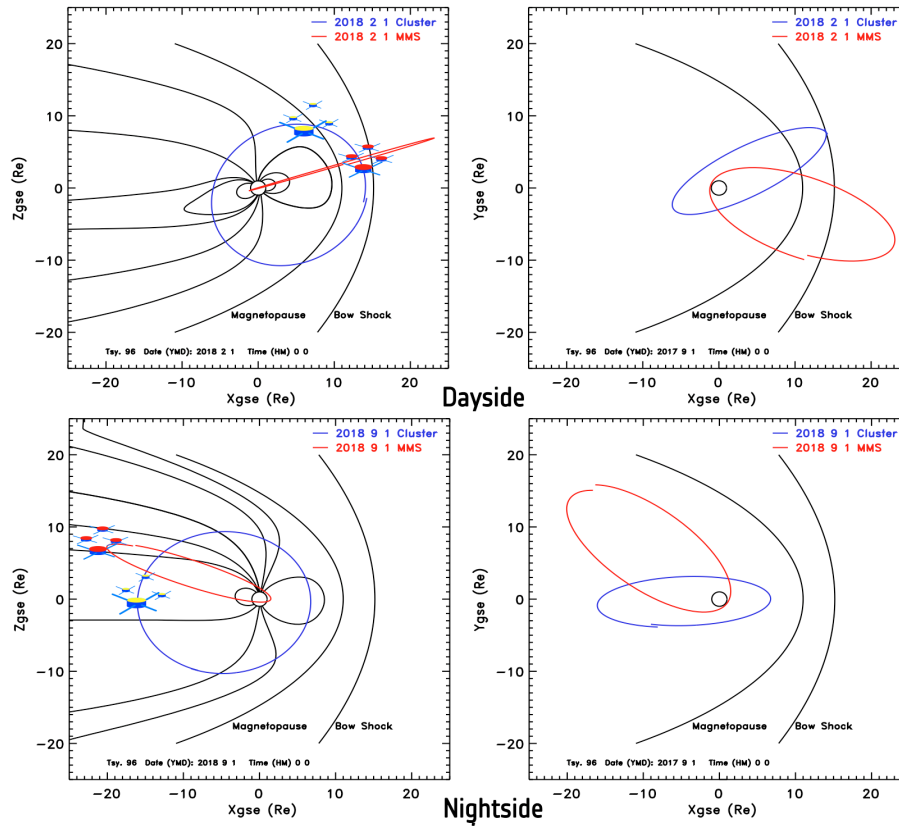 2018 2 1 Cluster
2018 2 1 MMS
20
10
0
−10
−20
Zgse (Re)
Magnetopause
Bow Shock
Tsy. 96 Date (YMD): 2018 2 1 Time (HM) 0 0
−20
−10
0
10
20
Xgse (Re)
2018 2 1 Cluster
2018 2 1 MMS
20
10
0
−10
−20
Ygse (Re)
Magnetopause
Bow Shock
Tsy. 96 Date (YMD): 2017 9 1 Time (HM) 0 0
−20
−10
0
10
20
Xgse (Re)
Dayside
2018 9 1 Cluster
2018 9 1 MMS
20
10
0
−10
−20
Zgse (Re)
Magnetopause
Bow Shock
Tsy. 96 Date (YMD): 2018 9 1 Time (HM) 0 0
−20
−10
0
10
20
Xgse (Re)
2018 9 1 Cluster
2018 9 1 MMS
20
10
0
−10
−20
Ygse (Re)
Magnetopause
Bow Shock
Tsy. 96 Date (YMD): 2017 9 1 Time (HM) 0 0
−20
−10
0
10
20
Xgse (Re)
Nightside